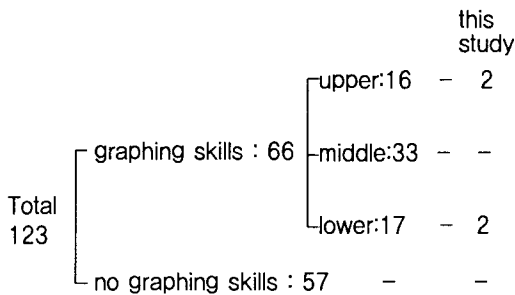 this
study
upper:16 – 2
graphing skills : 66
middle:33 – –
Total
123
lower:17 – 2
no graphing skills : 57 – –